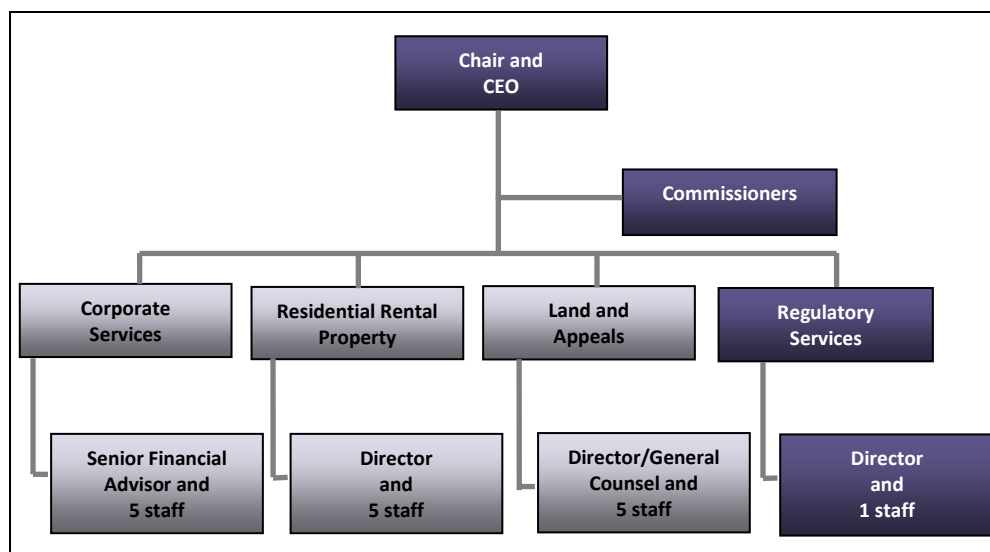 Chair and
CEO
Commissioners
Corporate
Services
Residential Rental
Property
Land and
Appeals
Regulatory
Services
Senior Financial
Advisor and
5 staff
Director
and
5 staff
Director/General
Counsel and
5 staff
Director
and
1 staff